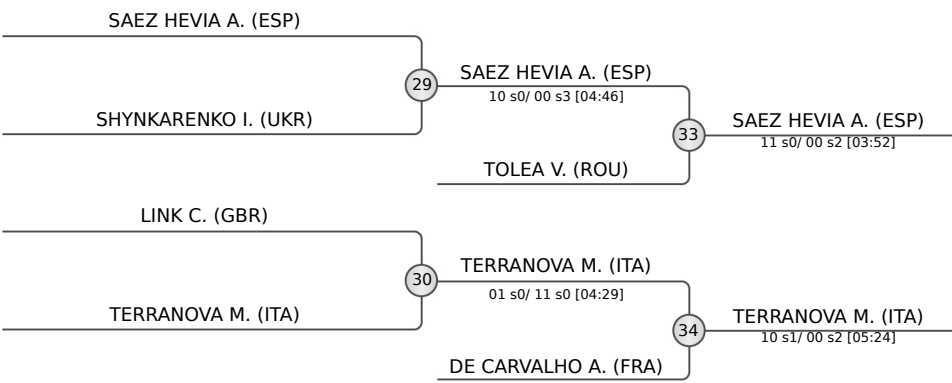 SAEZ HEVIA A. (ESP)
29
SAEZ HEVIA A. (ESP)
10 s0/ 00 s3 [04:46]
SHYNKARENKO I. (UKR)
33
SAEZ HEVIA A. (ESP)
11 s0/ 00 s2 [03:52]
TOLEA V. (ROU)
LINK C. (GBR)
30
TERRANOVA M. (ITA)
01 s0/ 11 s0 [04:29]
TERRANOVA M. (ITA)
34
TERRANOVA M. (ITA)
10 s1/ 00 s2 [05:24]
DE CARVALHO A. (FRA)